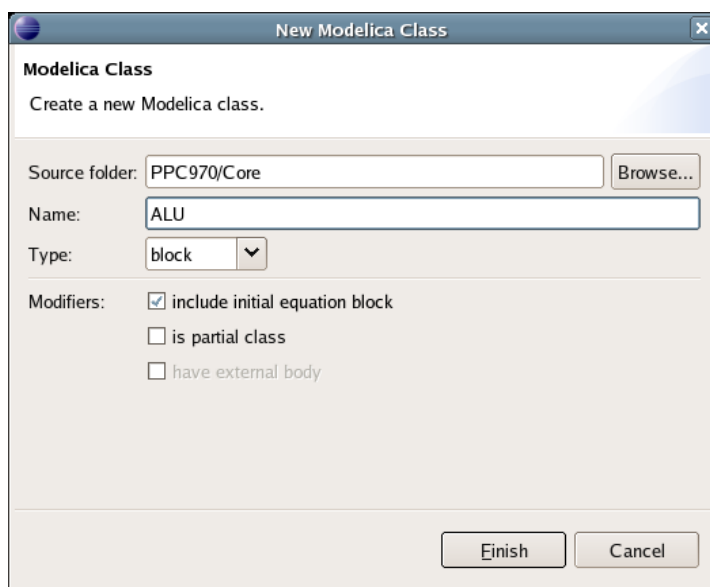 New Modelica Class
Modelica Class
Create a new Modelica class.
Source folder: PPC970/Core Browse...
Name: ALU
Type: block
Modifiers: include initial equation block
is partial class
have external body
Finish Cancel